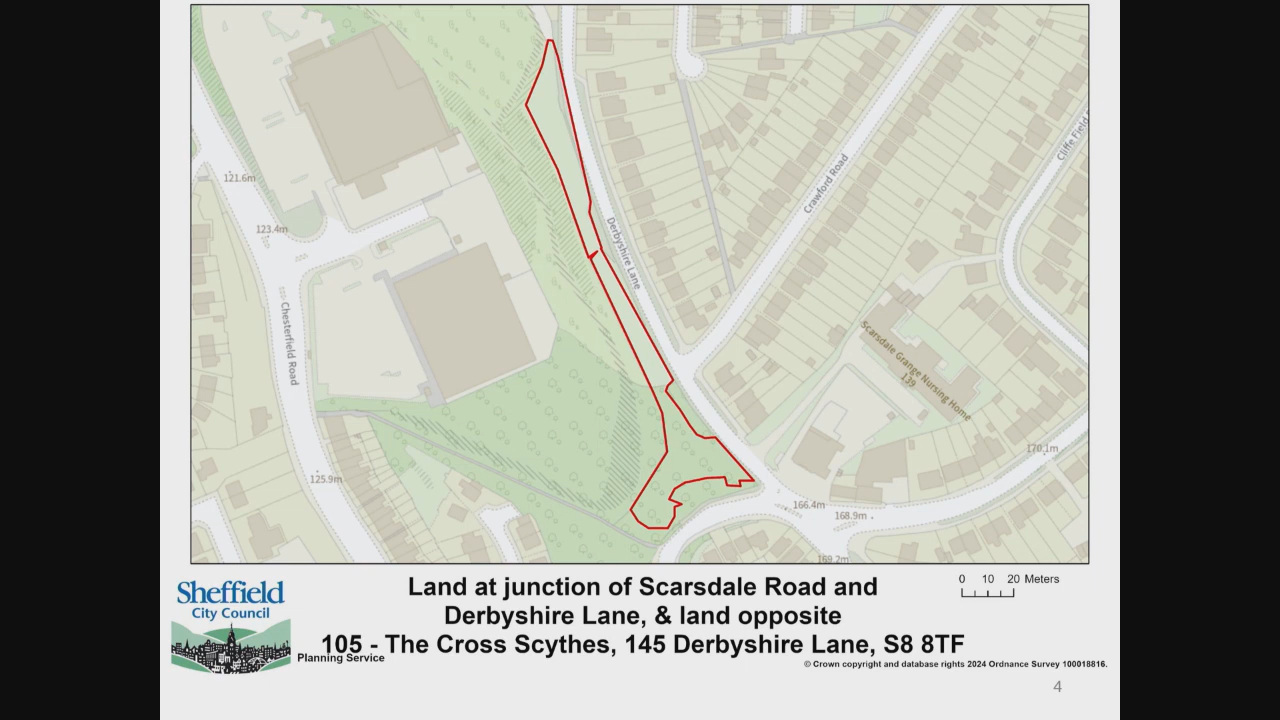 121.6m
123.4m
Chesterfield Road
125.9m
Derbyshire Lane
Crawford Road
Cliffe Field
Scarsdale Grange Nursing Home
139
170.1m
166.4m
168.9m
169.2m
Sheffield
City Council
Planning Service
Land at junction of Scarsdale Road and
Derbyshire Lane, & land opposite
105 - The Cross Scythes, 145 Derbyshire Lane, S8 8TF
0 10 20 Meters
© Crown copyright and database rights 2024 Ordnance Survey 100018816.
4